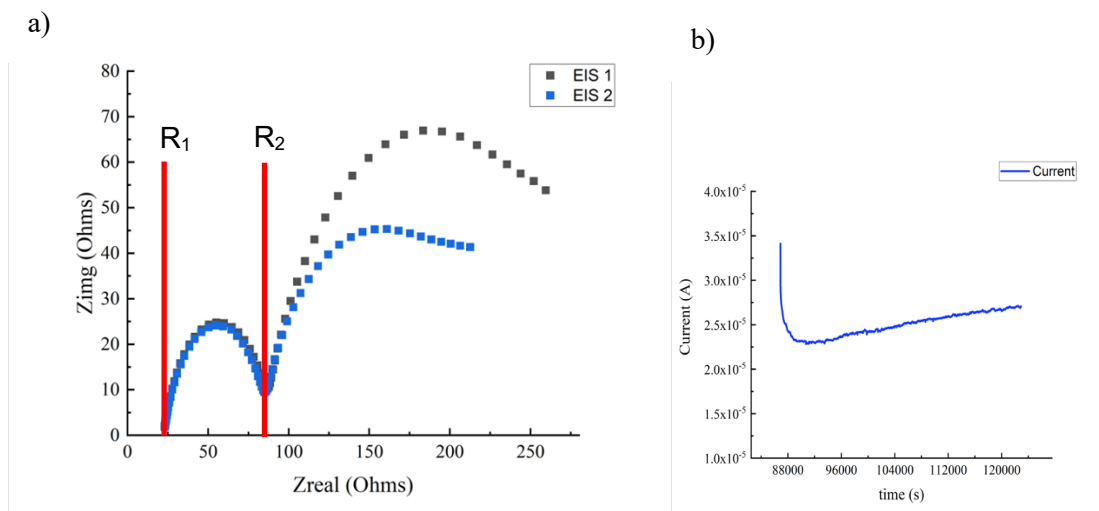 a)
80
70
60
50
40
30
20
10
0
Zimg (Ohms)
R₁
R₂
EIS 1
EIS 2
0 50 100 150 200 250
Zreal (Ohms)
b)
Current
4.0x10⁻⁵
3.5x10⁻⁵
3.0x10⁻⁵
2.5x10⁻⁵
2.0x10⁻⁵
1.5x10⁻⁵
1.0x10⁻⁵
Current (A)
88000 96000 104000 112000 120000
time (s)